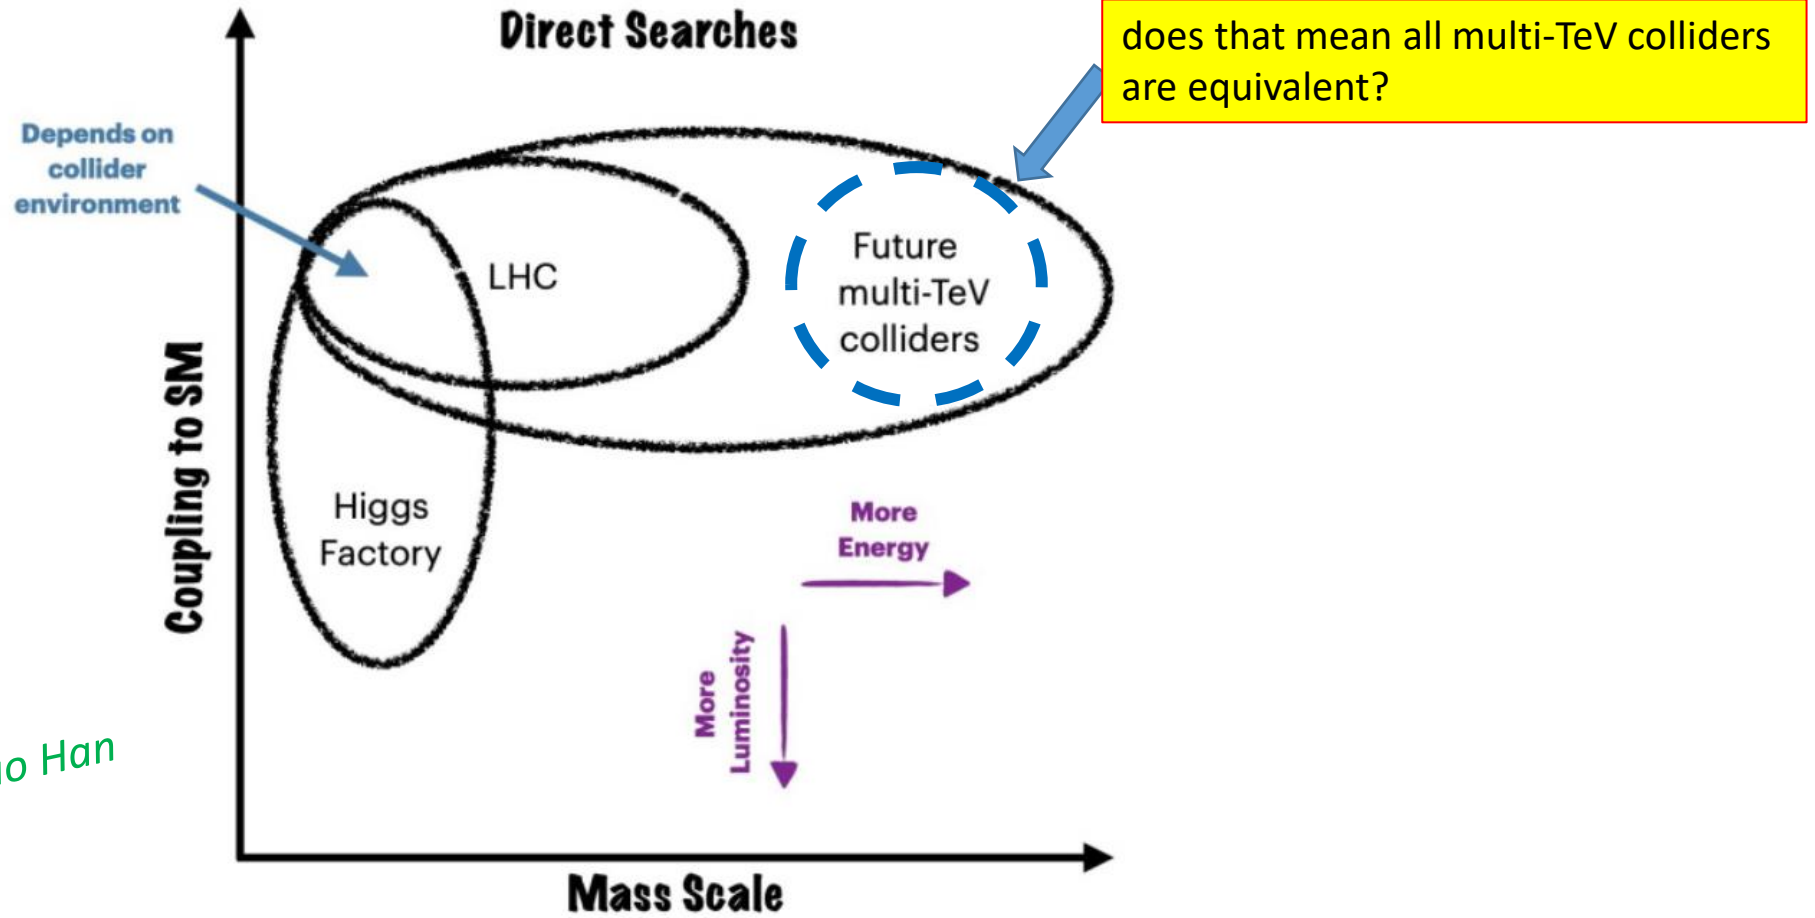 Direct Searches
does that mean all multi-TeV colliders
are equivalent?
Depends on
collider
environment
LHC
Future
multi-TeV
colliders
Coupling to SM
Higgs
Factory
More
Energy
More
Luminosity
Han
Mass Scale